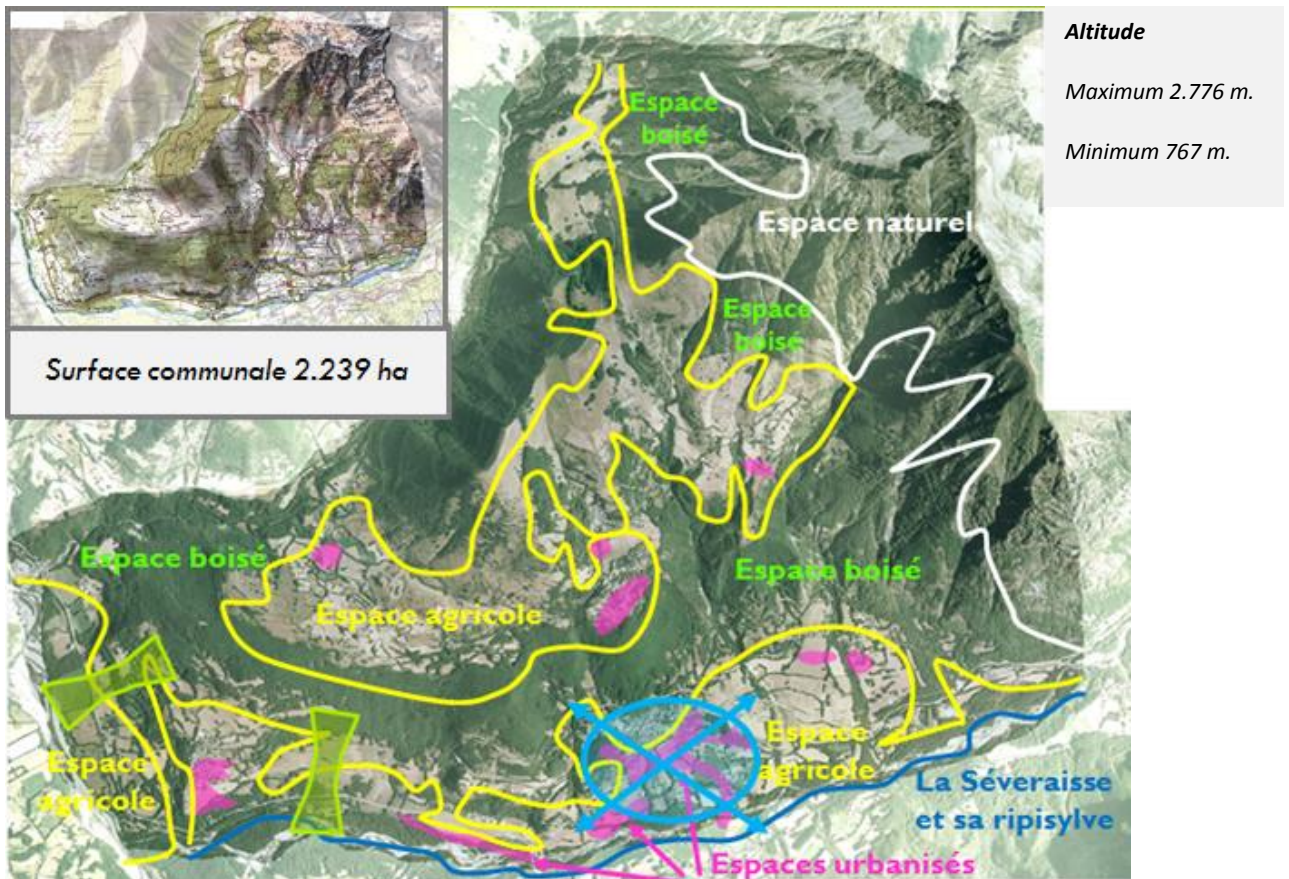 Altitude
Maximum 2.776 m.
Minimum 767 m.
Surface communale 2.239 ha
Espace
boisé
Espace naturel
Espace
boisé
Espace boisé
Espace boisé
Espace agricole
Espace
agricole
Espace
agricole
La Séveraisse
et sa ripisylve
Espaces urbanisés